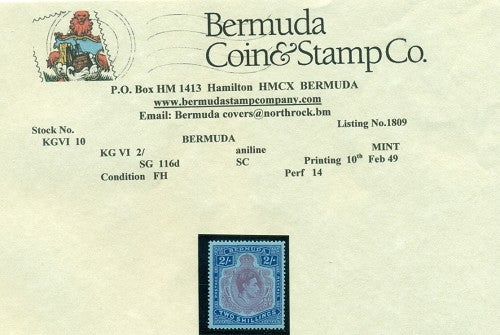 Bermuda
Coin&Stamp Co.
P.O. Box HM 1413 Hamilton HMCX BERMUDA
www.bermudastampcompany.com
Email: Bermuda covers@northrock.bm
Stock No. Listing No.1809
KGVI 10 BERMUDA MINT
KG VI 2/ aniline
SG 116d SC Printing 10th Feb 49
Condition FH Perf 14
BERMUDA
2/- 2/-
TWO SHILLINGS